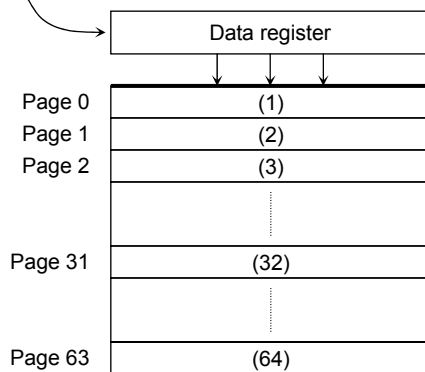 Data register
Page 0 (1)
Page 1 (2)
Page 2 (3)
Page 31 (32)
Page 63 (64)